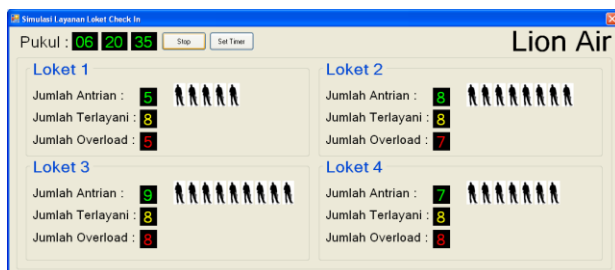 Simulasi Layanan Loket Check In
Pukul : 06 20 35 Stop Set Timer Lion Air
Loket 1
Jumlah Antrian : 5
Jumlah Terlayani : 8
Jumlah Overload : 5
Loket 2
Jumlah Antrian : 8
Jumlah Terlayani : 8
Jumlah Overload : 7
Loket 3
Jumlah Antrian : 9
Jumlah Terlayani : 8
Jumlah Overload : 8
Loket 4
Jumlah Antrian : 7
Jumlah Terlayani : 8
Jumlah Overload : 8